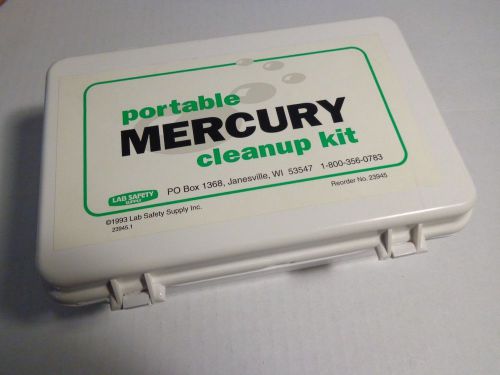 portable
MERCURY
cleanup kit
LAB SAFETY
SUPPLY
PO Box 1368, Janesville, WI 53547 1-800-356-0783
©1993 Lab Safety Supply Inc.
Reorder No. 23945
23945.1